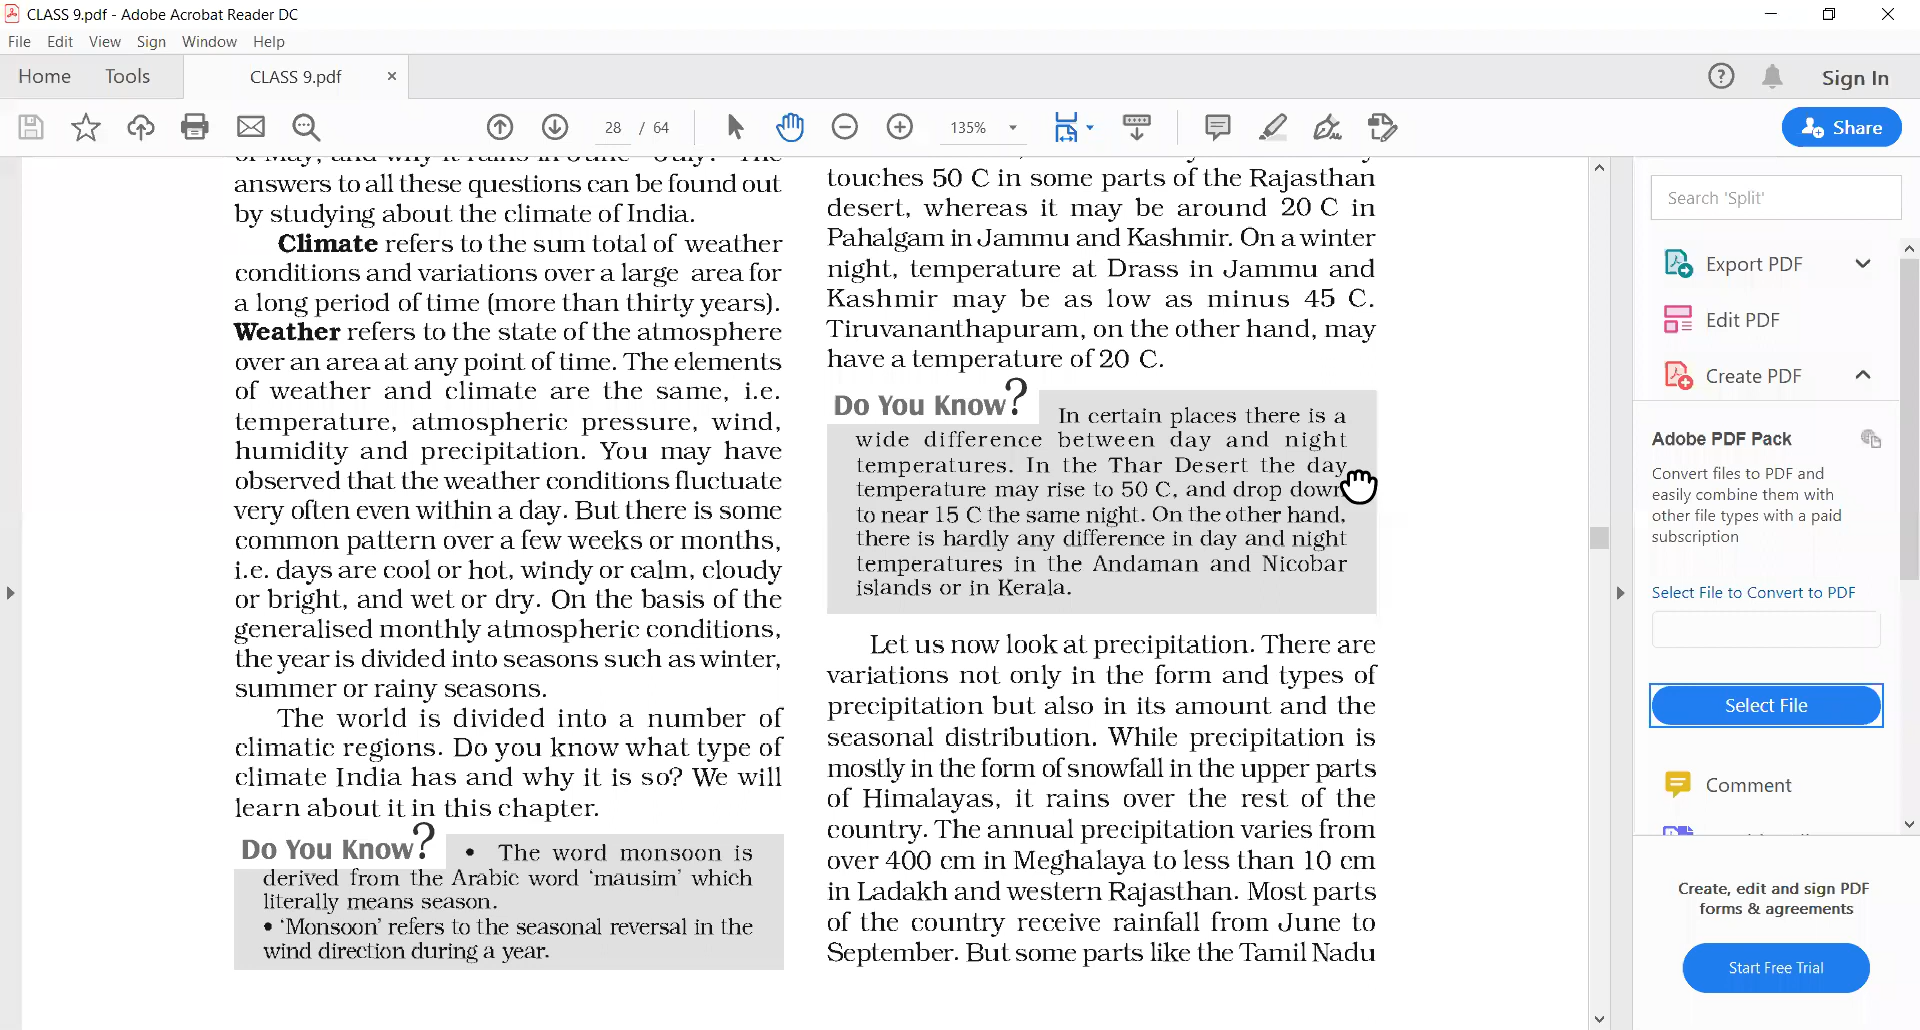 CLASS 9.pdf - Adobe Acrobat Reader DC
File Edit View Sign Window Help
Home Tools CLASS 9.pdf × Sign In
28 / 64 135% Share
answers to all these questions can be found out
by studying about the climate of India.
Climate refers to the sum total of weather
conditions and variations over a large area for
a long period of time (more than thirty years).
Weather refers to the state of the atmosphere
over an area at any point of time. The elements
of weather and climate are the same, i.e.
temperature, atmospheric pressure, wind,
humidity and precipitation. You may have
observed that the weather conditions fluctuate
very often even within a day. But there is some
common pattern over a few weeks or months,
i.e. days are cool or hot, windy or calm, cloudy
or bright, and wet or dry. On the basis of the
generalised monthly atmospheric conditions,
the year is divided into seasons such as winter,
summer or rainy seasons.
The world is divided into a number of
climatic regions. Do you know what type of
climate India has and why it is so? We will
learn about it in this chapter.
Do You Know? • The word monsoon is
derived from the Arabic word 'mausim' which
literally means season.
• 'Monsoon' refers to the seasonal reversal in the
wind direction during a year.
touches 50 C in some parts of the Rajasthan
desert, whereas it may be around 20 C in
Pahalgam in Jammu and Kashmir. On a winter
night, temperature at Drass in Jammu and
Kashmir may be as low as minus 45 C.
Tiruvananthapuram, on the other hand, may
have a temperature of 20 C.
Do You Know? In certain places there is a
wide difference between day and night
temperatures. In the Thar Desert the day
temperature may rise to 50 C, and drop down
to near 15 C the same night. On the other hand,
there is hardly any difference in day and night
temperatures in the Andaman and Nicobar
islands or in Kerala.
Let us now look at precipitation. There are
variations not only in the form and types of
precipitation but also in its amount and the
seasonal distribution. While precipitation is
mostly in the form of snowfall in the upper parts
of Himalayas, it rains over the rest of the
country. The annual precipitation varies from
over 400 cm in Meghalaya to less than 10 cm
in Ladakh and western Rajasthan. Most parts
of the country receive rainfall from June to
September. But some parts like the Tamil Nadu
Search 'Split'
Export PDF
Edit PDF
Create PDF
Adobe PDF Pack
Convert files to PDF and
easily combine them with
other file types with a paid
subscription
Select File to Convert to PDF
Select File
Comment
Create, edit and sign PDF
forms & agreements
Start Free Trial